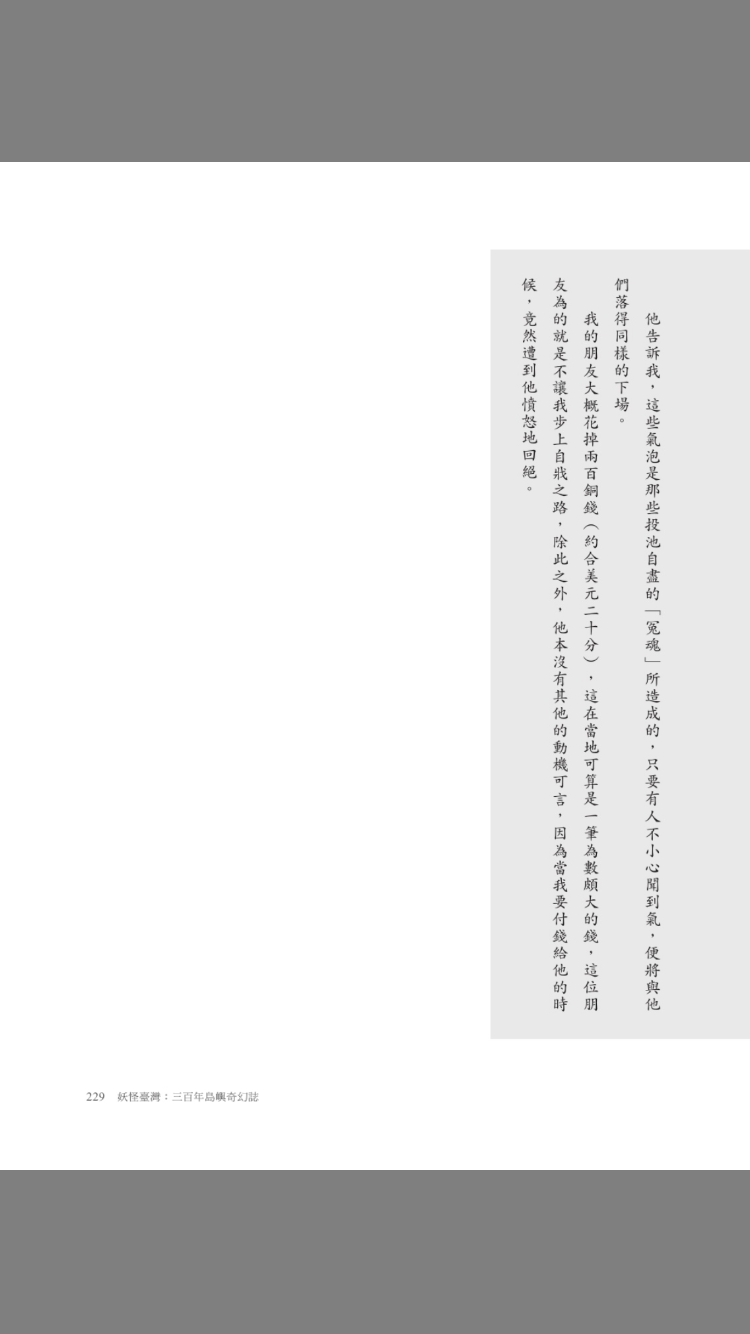 他告訴我，這些氣泡是那些投池自盡的「冤魂」所造成的，只要有人不小心聞到氣，便將與他
們落得同樣的下場。
我的朋友大概花掉兩百銅錢（約合美元二十分），這在當地可算是一筆為數頗大的錢，這位朋
友為的就是不讓我步上自戕之路，除此之外，他本沒有其他的動機可言，因為當我要付錢給他的時
候，竟然遭到他憤怒地回絕。
229 妖怪臺灣：三百年島嶼奇幻誌